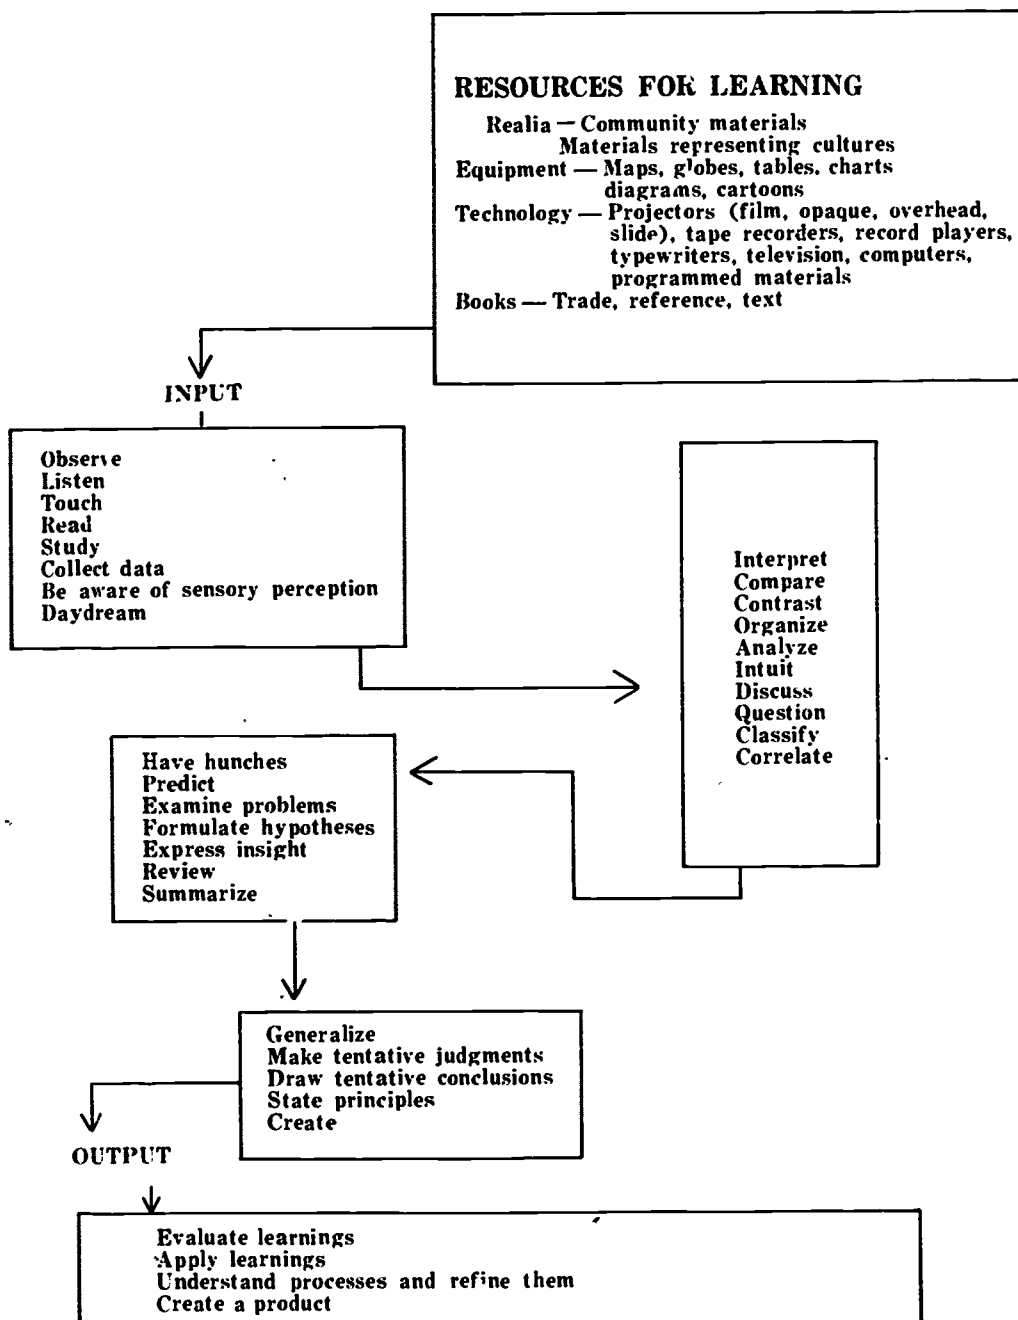 RESOURCES FOR LEARNING
Realia — Community materials
Materials representing cultures
Equipment — Maps, globes, tables, charts
diagrams, cartoons
Technology — Projectors (film, opaque, overhead,
slide), tape recorders, record players,
typewriters, television, computers,
programmed materials
Books — Trade, reference, text
INPUT
Observe
Listen
Touch
Read
Study
Collect data
Be aware of sensory perception
Daydream
Interpret
Compare
Contrast
Organize
Analyze
Intuit
Discuss
Question
Classify
Correlate
Have hunches
Predict
Examine problems
Formulate hypotheses
Express insight
Review
Summarize
Generalize
Make tentative judgments
Draw tentative conclusions
State principles
Create
OUTPUT
Evaluate learnings
Apply learnings
Understand processes and refine them
Create a product